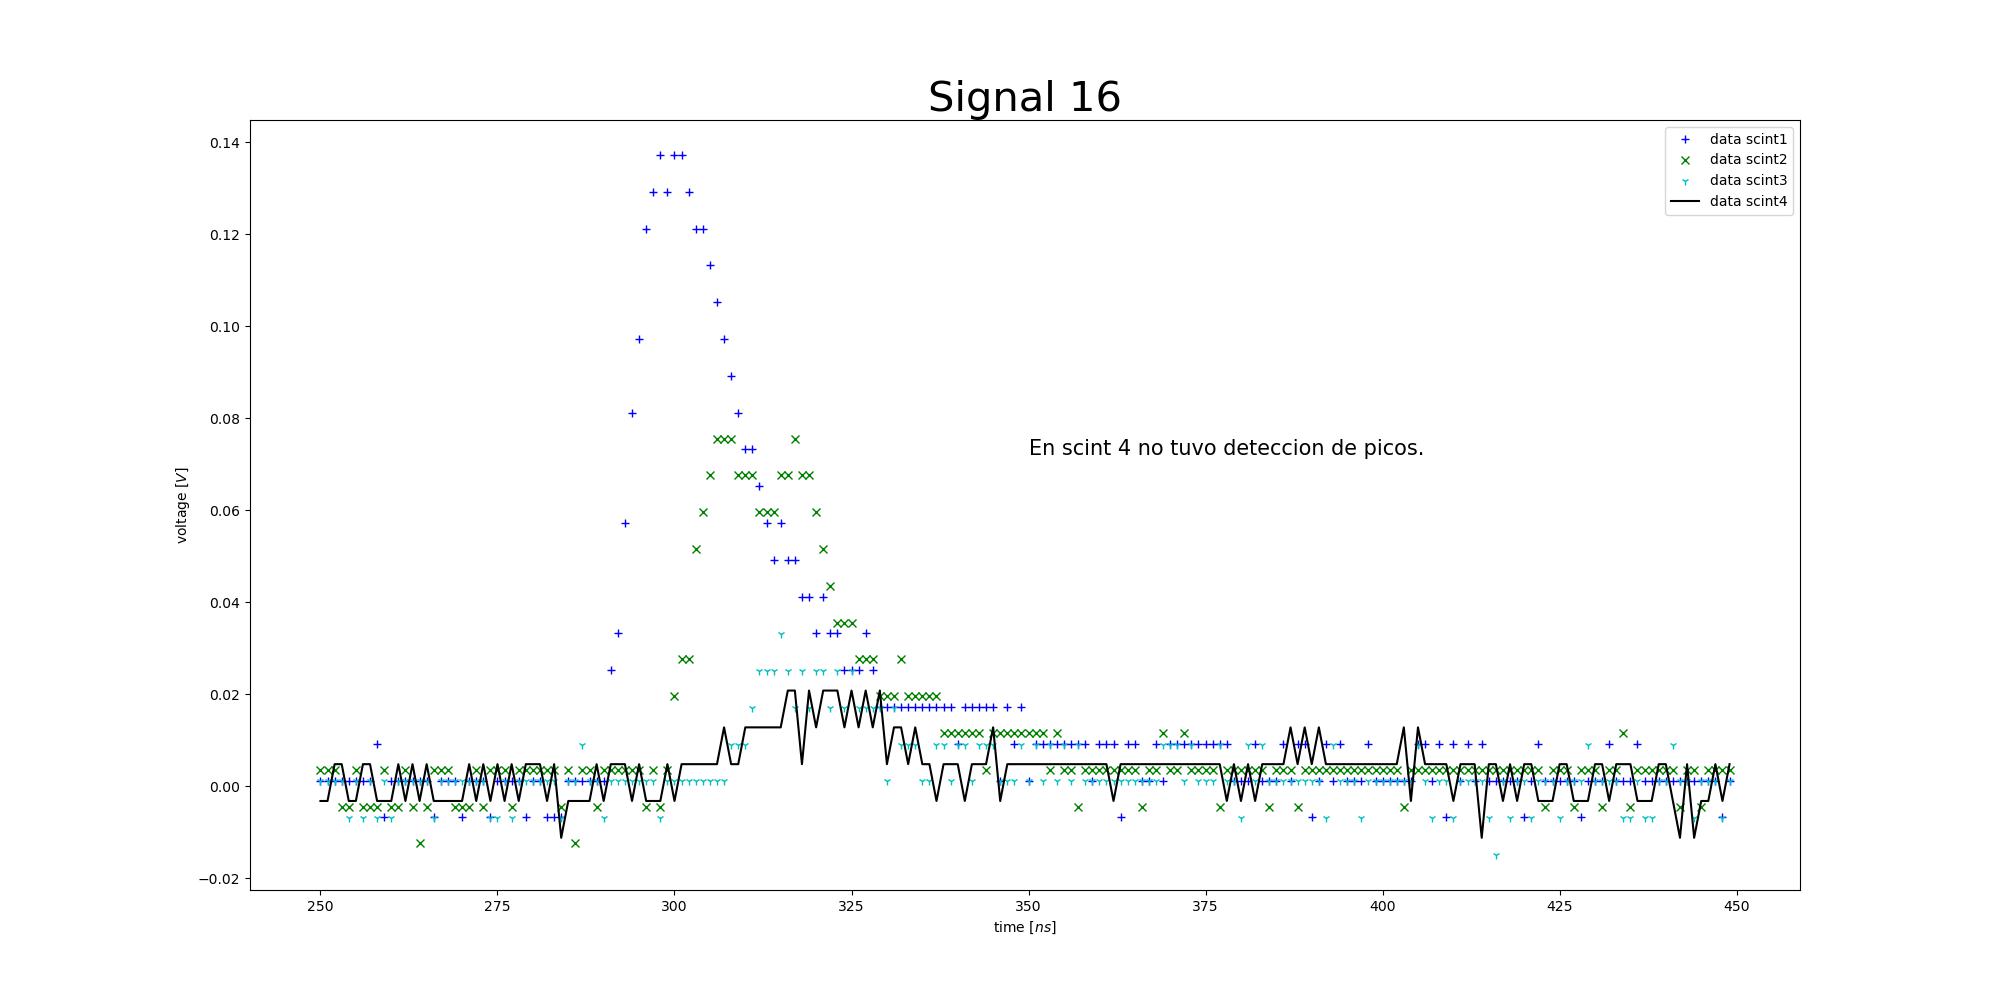 Signal 16
0.14
0.12
0.10
0.08
0.06
0.04
0.02
0.00
−0.02
voltage [V]
data scint1
data scint2
data scint3
data scint4
En scint 4 no tuvo deteccion de picos.
250 275 300 325 350 375 400 425 450
time [ns]